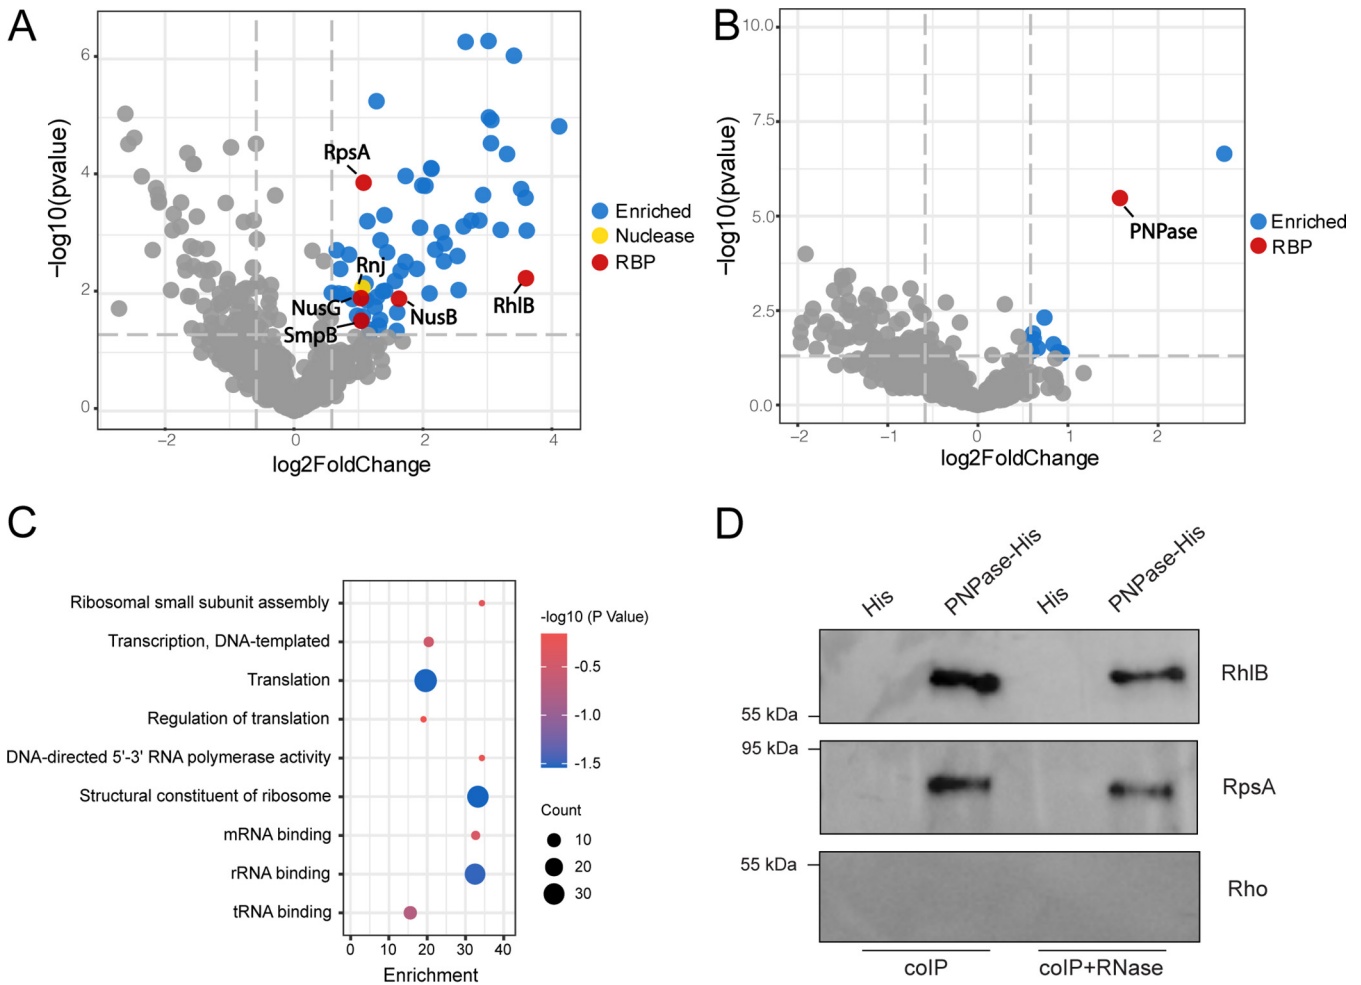 A
−log10(pvalue)
6
4
2
0
−2
0
2
4
log2FoldChange
RpsA
Rnj
NusG
SmpB
NusB
RhlB
Enriched
Nuclease
RBP
B
−log10(pvalue)
10.0
7.5
5.0
2.5
0.0
−2
−1
0
1
2
log2FoldChange
PNPase
Enriched
RBP
C
Ribosomal small subunit assembly
Transcription, DNA-templated
Translation
Regulation of translation
DNA-directed 5'-3' RNA polymerase activity
Structural constituent of ribosome
mRNA binding
rRNA binding
tRNA binding
0
10
20
30
40
Enrichment
-log10 (P Value)
-0.5
-1.0
-1.5
Count
10
20
30
D
His
PNPase-His
His
PNPase-His
55 kDa
RhlB
95 kDa
RpsA
55 kDa
Rho
coIP
coIP+RNase